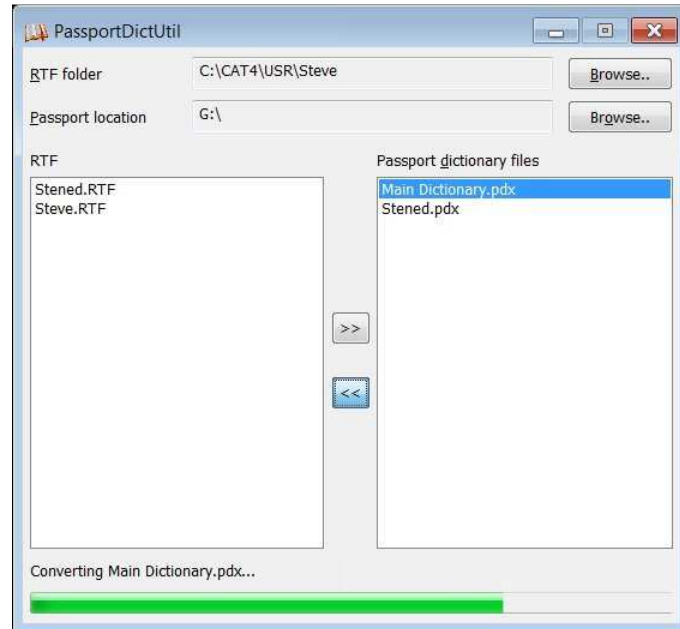 PassportDictUtil
RTF folder
C:\CAT4\USR\Steve
Browse..
Passport location
G:\
Browse..
RTF
Passport dictionary files
Stened.RTF
Main Dictionary.pdx
Steve.RTF
Stened.pdx
>>
<<
Converting Main Dictionary.pdx...